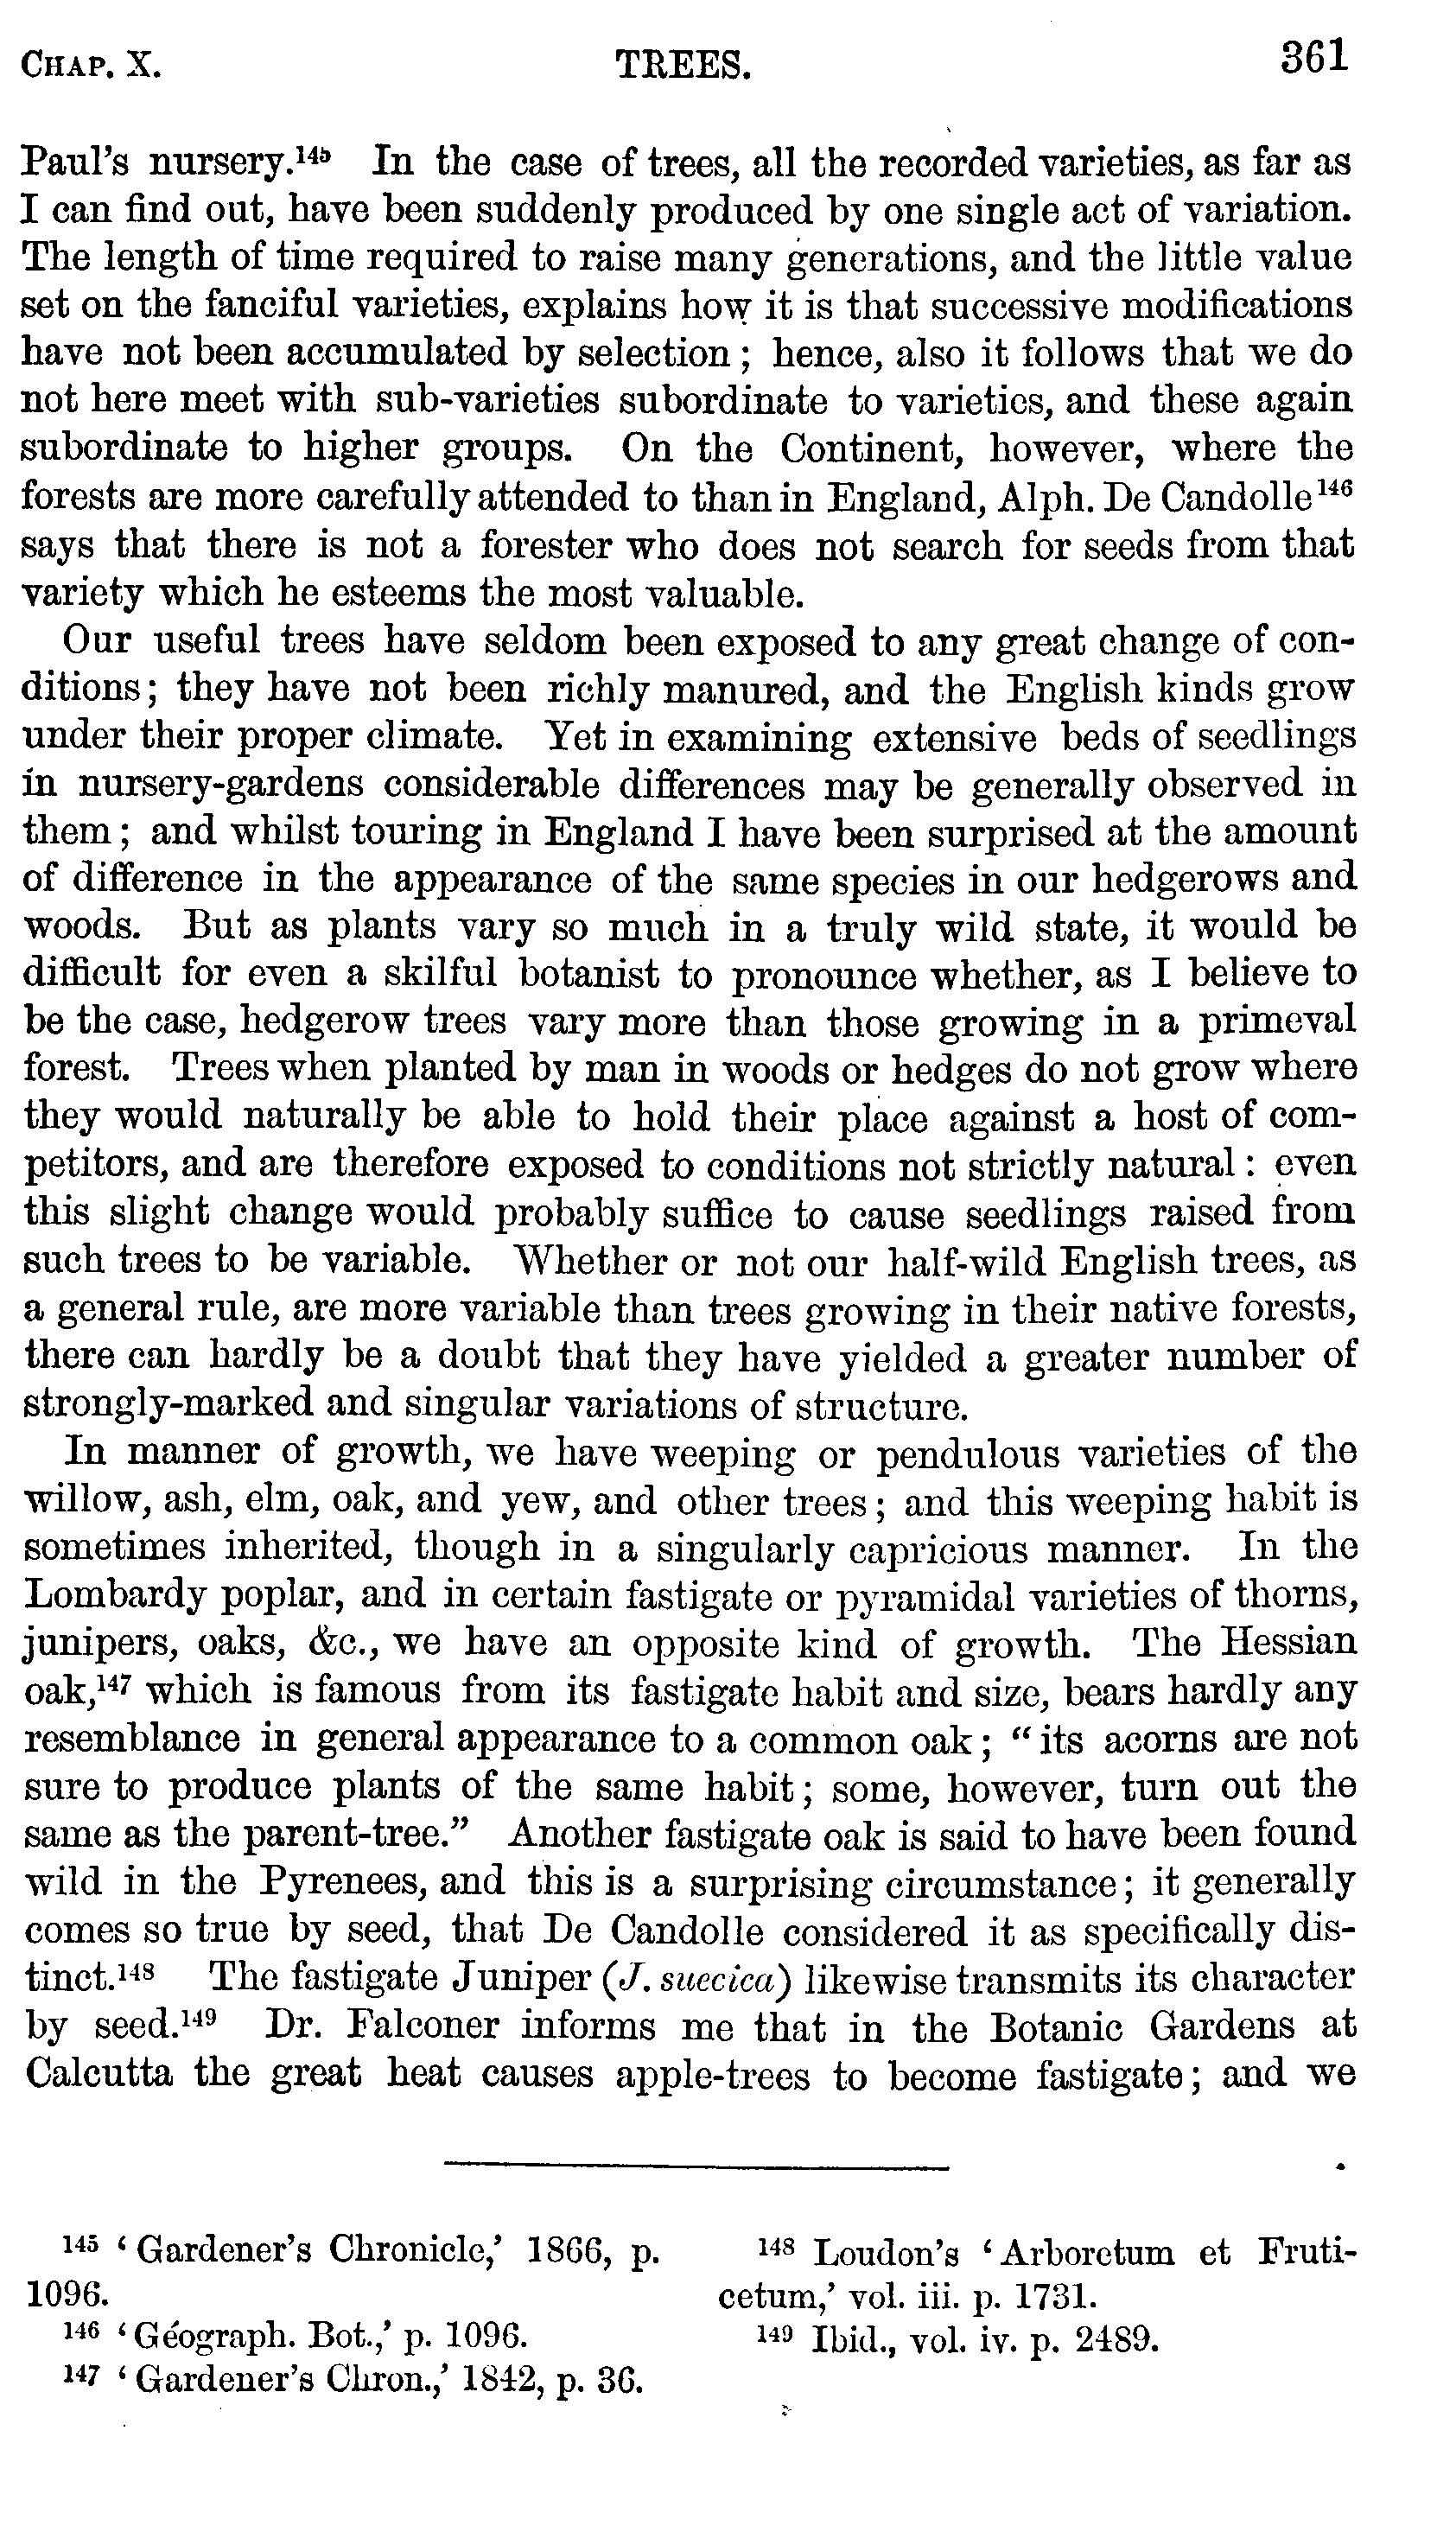 CHAP. X. TREES. 361
Paul's nursery.¹⁴⁵ In the case of trees, all the recorded varieties, as far as
I can find out, have been suddenly produced by one single act of variation.
The length of time required to raise many generations, and the little value
set on the fanciful varieties, explains how it is that successive modifications
have not been accumulated by selection; hence, also it follows that we do
not here meet with sub-varieties subordinate to varieties, and these again
subordinate to higher groups. On the Continent, however, where the
forests are more carefully attended to than in England, Alph. De Candolle¹⁴⁶
says that there is not a forester who does not search for seeds from that
variety which he esteems the most valuable.
Our useful trees have seldom been exposed to any great change of con-
ditions; they have not been richly manured, and the English kinds grow
under their proper climate. Yet in examining extensive beds of seedlings
in nursery-gardens considerable differences may be generally observed in
them; and whilst touring in England I have been surprised at the amount
of difference in the appearance of the same species in our hedgerows and
woods. But as plants vary so much in a truly wild state, it would be
difficult for even a skilful botanist to pronounce whether, as I believe to
be the case, hedgerow trees vary more than those growing in a primeval
forest. Trees when planted by man in woods or hedges do not grow where
they would naturally be able to hold their place against a host of com-
petitors, and are therefore exposed to conditions not strictly natural: even
this slight change would probably suffice to cause seedlings raised from
such trees to be variable. Whether or not our half-wild English trees, as
a general rule, are more variable than trees growing in their native forests,
there can hardly be a doubt that they have yielded a greater number of
strongly-marked and singular variations of structure.
In manner of growth, we have weeping or pendulous varieties of the
willow, ash, elm, oak, and yew, and other trees; and this weeping habit is
sometimes inherited, though in a singularly capricious manner. In the
Lombardy poplar, and in certain fastigate or pyramidal varieties of thorns,
junipers, oaks, &c., we have an opposite kind of growth. The Hessian
oak,¹⁴⁷ which is famous from its fastigate habit and size, bears hardly any
resemblance in general appearance to a common oak; "its acorns are not
sure to produce plants of the same habit; some, however, turn out the
same as the parent-tree." Another fastigate oak is said to have been found
wild in the Pyrenees, and this is a surprising circumstance; it generally
comes so true by seed, that De Candolle considered it as specifically dis-
tinct.¹⁴⁸ The fastigate Juniper (J. suecica) likewise transmits its character
by seed.¹⁴⁹ Dr. Falconer informs me that in the Botanic Gardens at
Calcutta the great heat causes apple-trees to become fastigate; and we
¹⁴⁵ 'Gardener's Chronicle,' 1866, p.
1096.
¹⁴⁶ 'Géograph. Bot.,' p. 1096.
¹⁴⁷ 'Gardener's Chron.,' 1842, p. 36.
¹⁴⁸ Loudon's 'Arboretum et Fruti-
cetum,' vol. iii. p. 1731.
¹⁴⁹ Ibid., vol. iv. p. 2489.